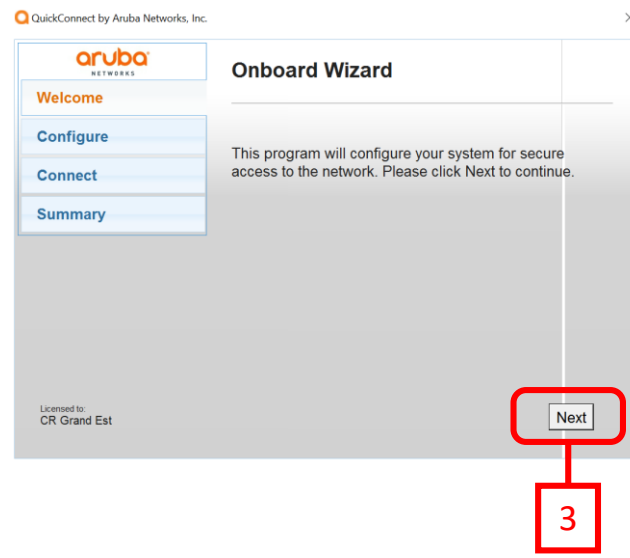 QuickConnect by Aruba Networks, Inc.
aruba
NETWORKS
Welcome
Configure
Connect
Summary
Onboard Wizard
This program will configure your system for secure
access to the network. Please click Next to continue.
Licensed to:
CR Grand Est
Next
3